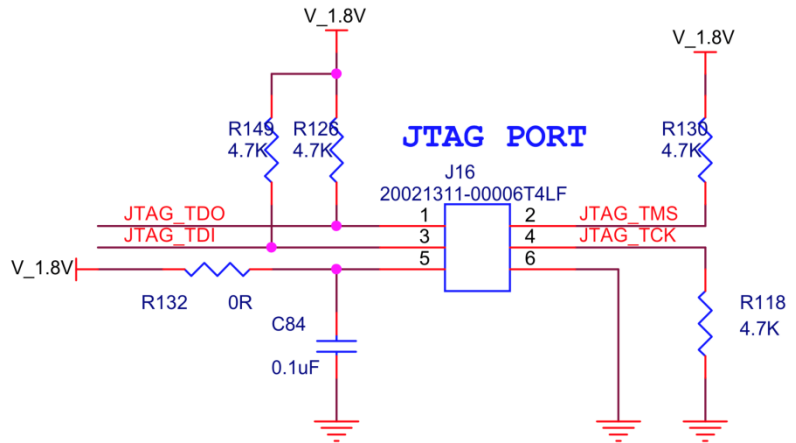 V_1.8V
V_1.8V
R149 R126 R130
4.7K 4.7K 4.7K
JTAG PORT
J16
20021311-00006T4LF
JTAG_TDO 1 2 JTAG_TMS
JTAG_TDI 3 4 JTAG_TCK
V_1.8V 5 6
R132 0R R118
C84 4.7K
0.1uF